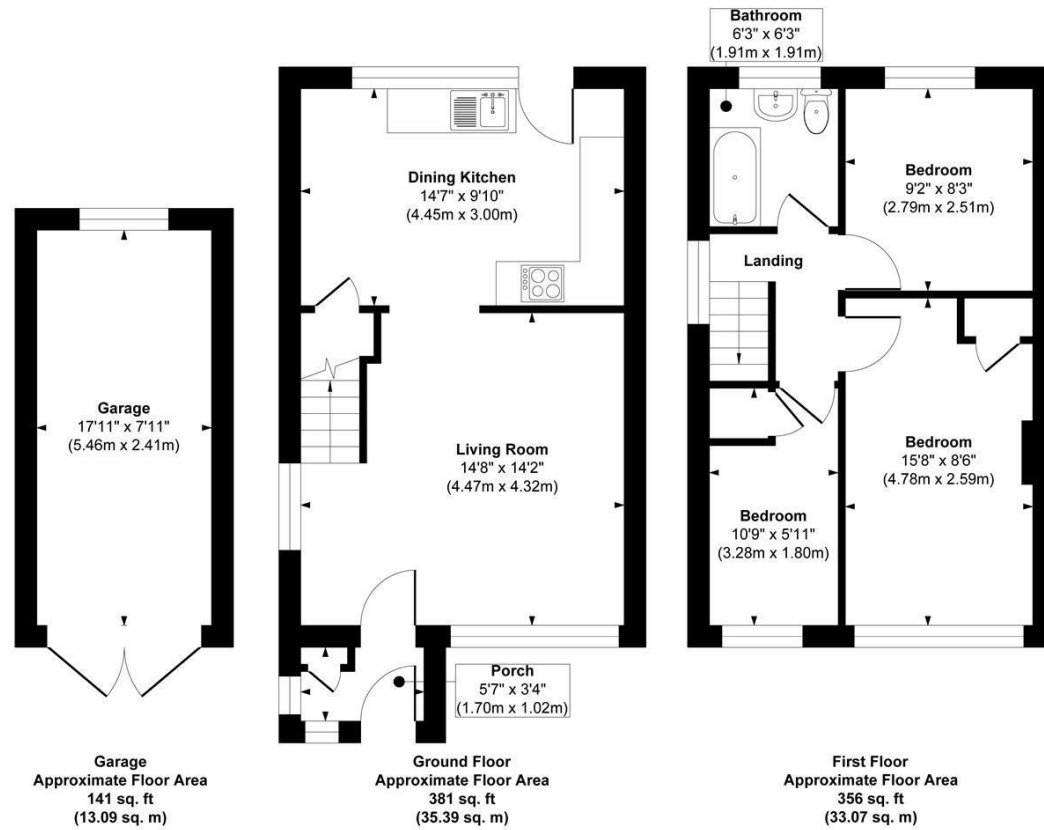 Bathroom
6'3" x 6'3"
(1.91m x 1.91m)
Dining Kitchen
14'7" x 9'10"
(4.45m x 3.00m)
Bedroom
9'2" x 8'3"
(2.79m x 2.51m)
Landing
Garage
17'11" x 7'11"
(5.46m x 2.41m)
Living Room
14'8" x 14'2"
(4.47m x 4.32m)
Bedroom
15'8" x 8'6"
(4.78m x 2.59m)
Bedroom
10'9" x 5'11"
(3.28m x 1.80m)
Porch
5'7" x 3'4"
(1.70m x 1.02m)
Garage
Approximate Floor Area
141 sq. ft
(13.09 sq. m)
Ground Floor
Approximate Floor Area
381 sq. ft
(35.39 sq. m)
First Floor
Approximate Floor Area
356 sq. ft
(33.07 sq. m)